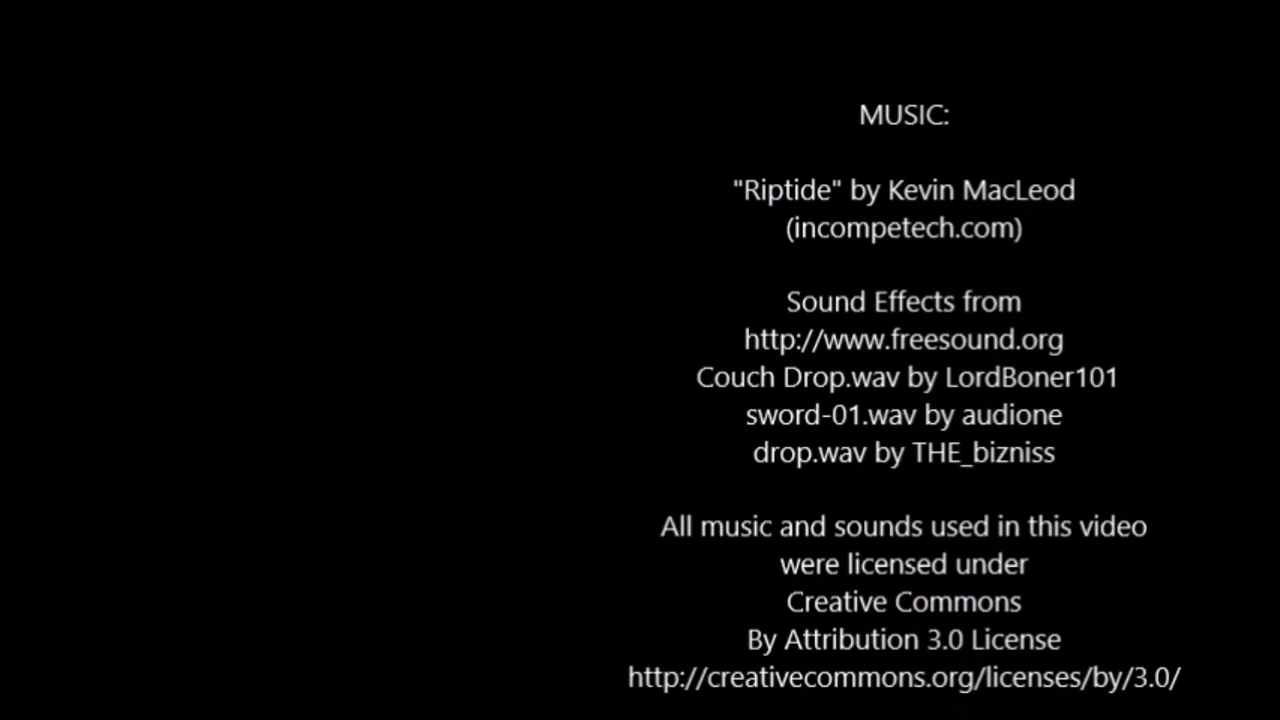 MUSIC:
"Riptide" by Kevin MacLeod
(incompetech.com)
Sound Effects from
http://www.freesound.org
Couch Drop.wav by LordBoner101
sword-01.wav by audione
drop.wav by THE_bizniss
All music and sounds used in this video
were licensed under
Creative Commons
By Attribution 3.0 License
http://creativecommons.org/licenses/by/3.0/